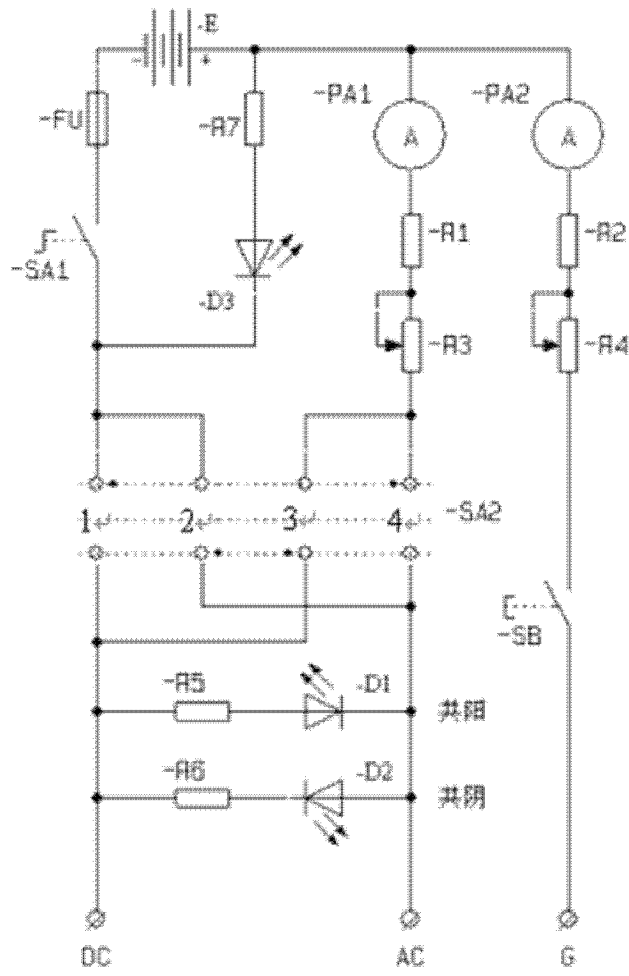 .E
- +
-FU
-R7
-PA1
-PA2
A
A
-R1
-R2
-SA1
.D3
-R3
-R4
1 2 3 4
-SA2
-SB
-R5
.D1
共阳
-R6
.D2
共阴
DC
AC
G